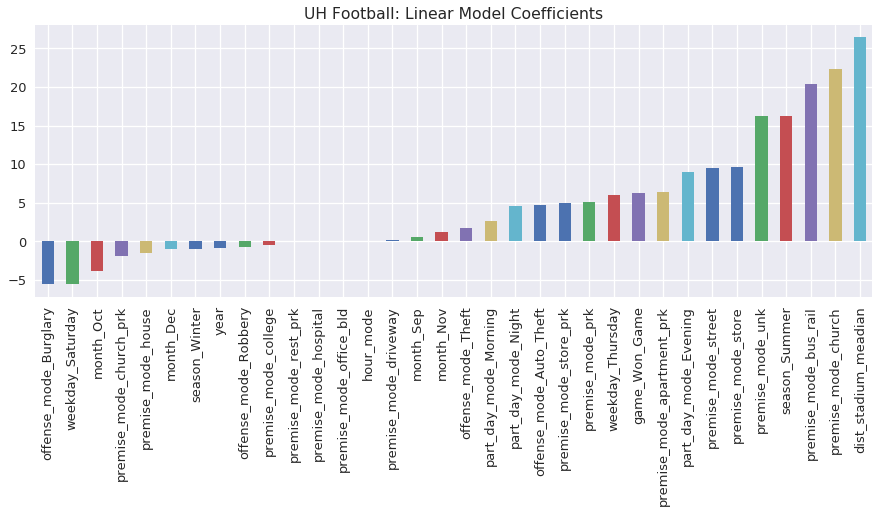 UH Football: Linear Model Coefficients
25
20
15
10
5
0
−5
offense_mode_Burglary
weekday_Saturday
month_Oct
premise_mode_church_prk
premise_mode_house
month_Dec
season_Winter
year
offense_mode_Robbery
premise_mode_college
premise_mode_rest_prk
premise_mode_hospital
premise_mode_office_bld
hour_mode
premise_mode_driveway
month_Sep
month_Nov
offense_mode_Theft
part_day_mode_Morning
part_day_mode_Night
offense_mode_Auto_Theft
premise_mode_store_prk
premise_mode_prk
weekday_Thursday
game_Won_Game
premise_mode_apartment_prk
part_day_mode_Evening
premise_mode_street
premise_mode_store
premise_mode_unk
season_Summer
premise_mode_bus_rail
premise_mode_church
dist_stadium_meadian